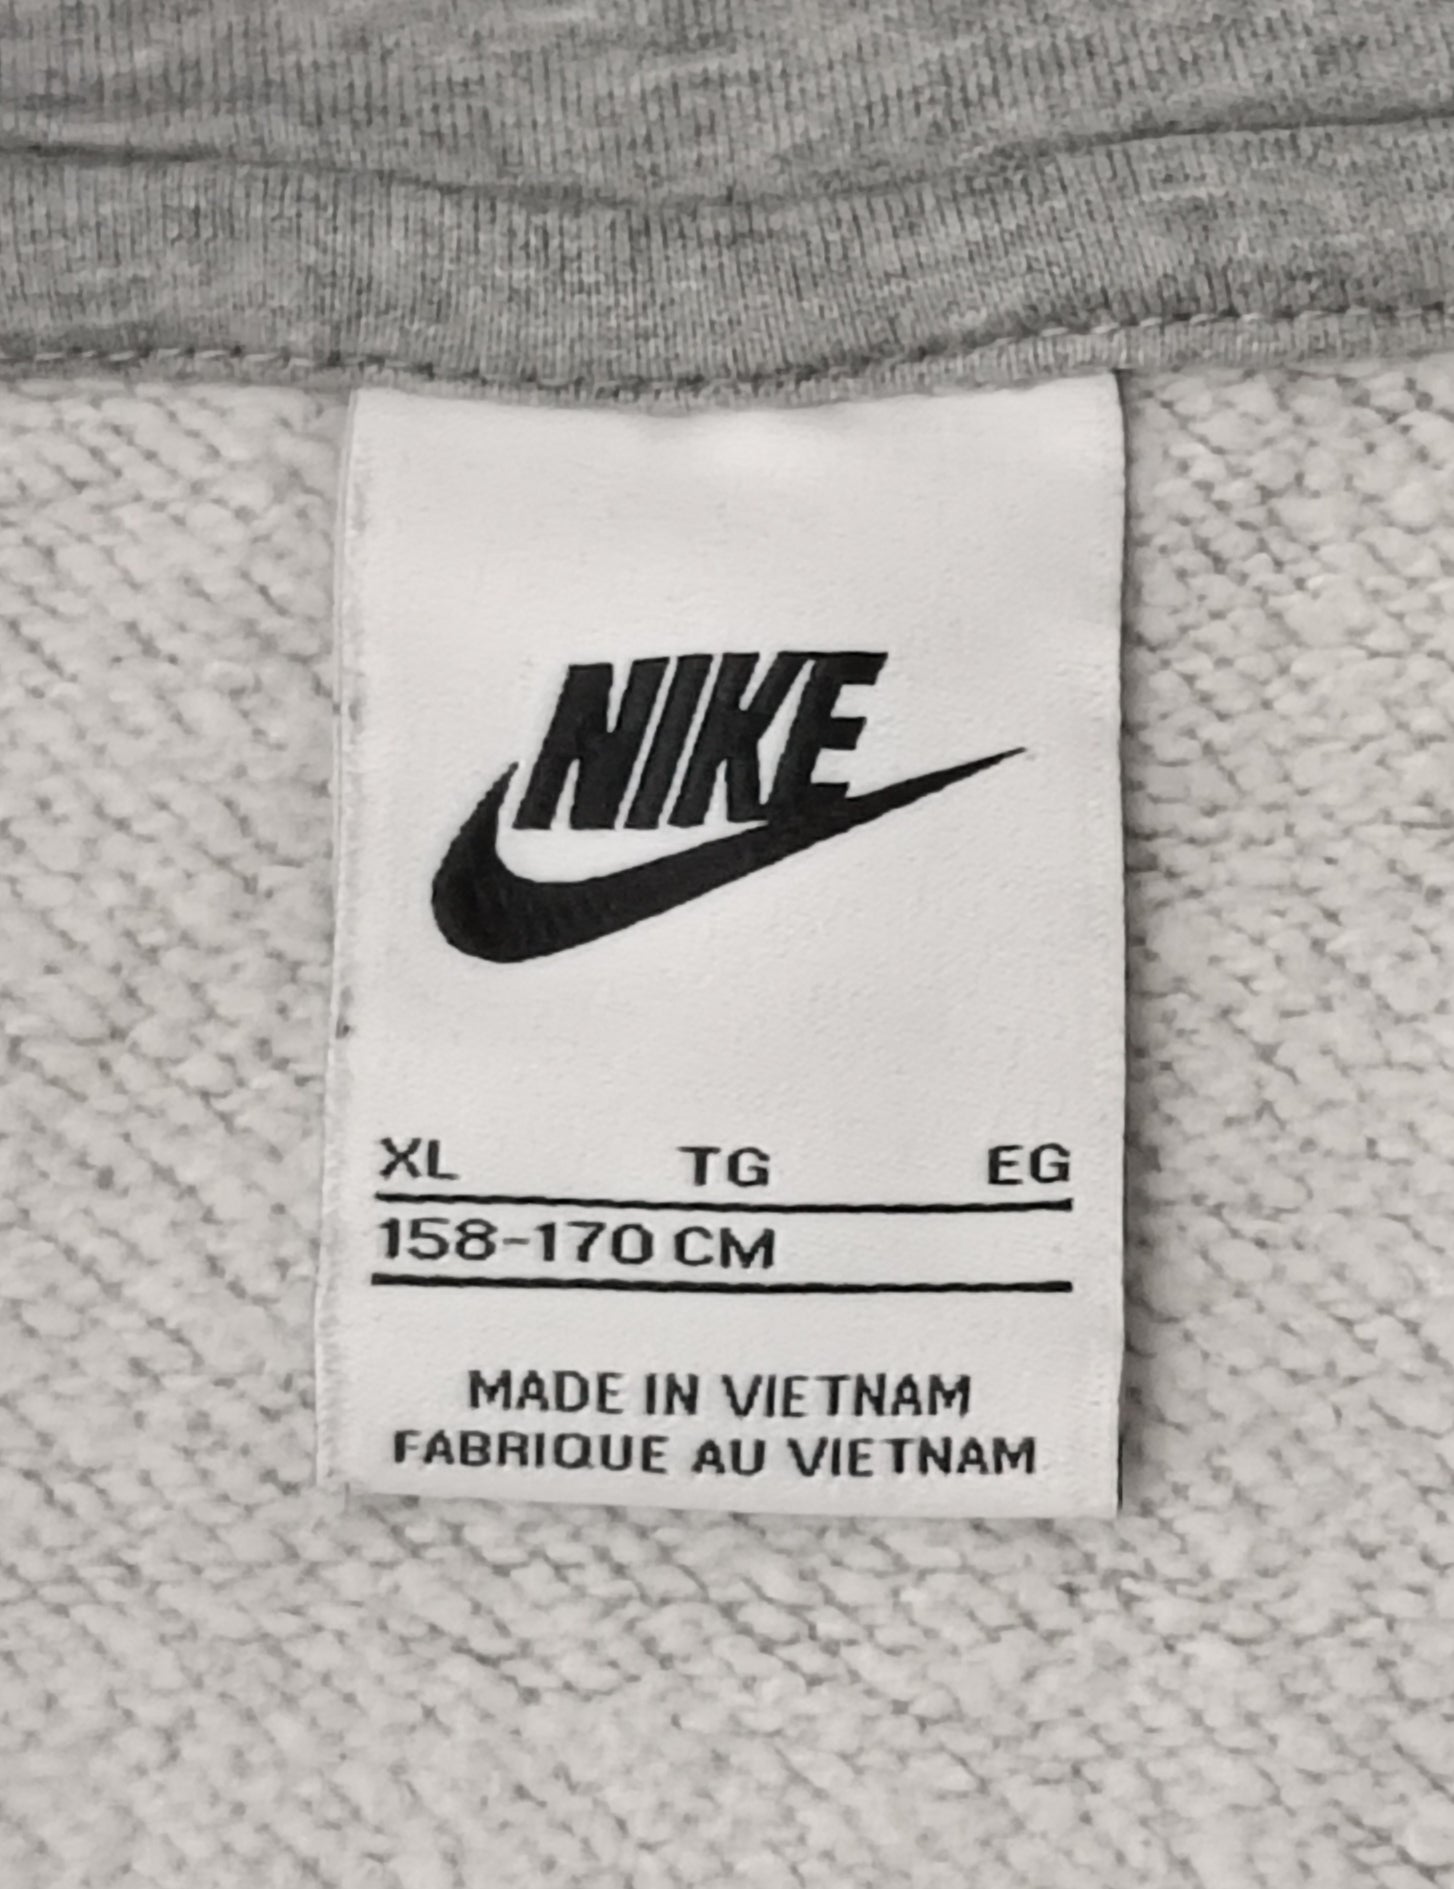 NIKE
XL TG EG
158-170 CM
MADE IN VIETNAM
FABRIQUE AU VIETNAM